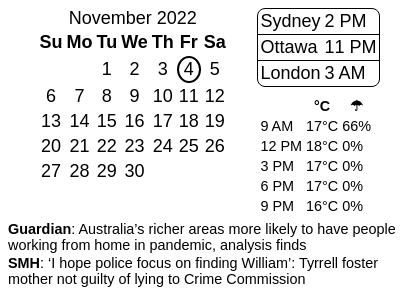 November 2022
Su Mo Tu We Th Fr Sa
1 2 3 4 5
6 7 8 9 10 11 12
13 14 15 16 17 18 19
20 21 22 23 24 25 26
27 28 29 30
Sydney 2 PM
Ottawa 11 PM
London 3 AM
°C ☂
9 AM 17°C 66%
12 PM 18°C 0%
3 PM 17°C 0%
6 PM 17°C 0%
9 PM 16°C 0%
Guardian: Australia’s richer areas more likely to have people
working from home in pandemic, analysis finds
SMH: ‘I hope police focus on finding William’: Tyrrell foster
mother not guilty of lying to Crime Commission